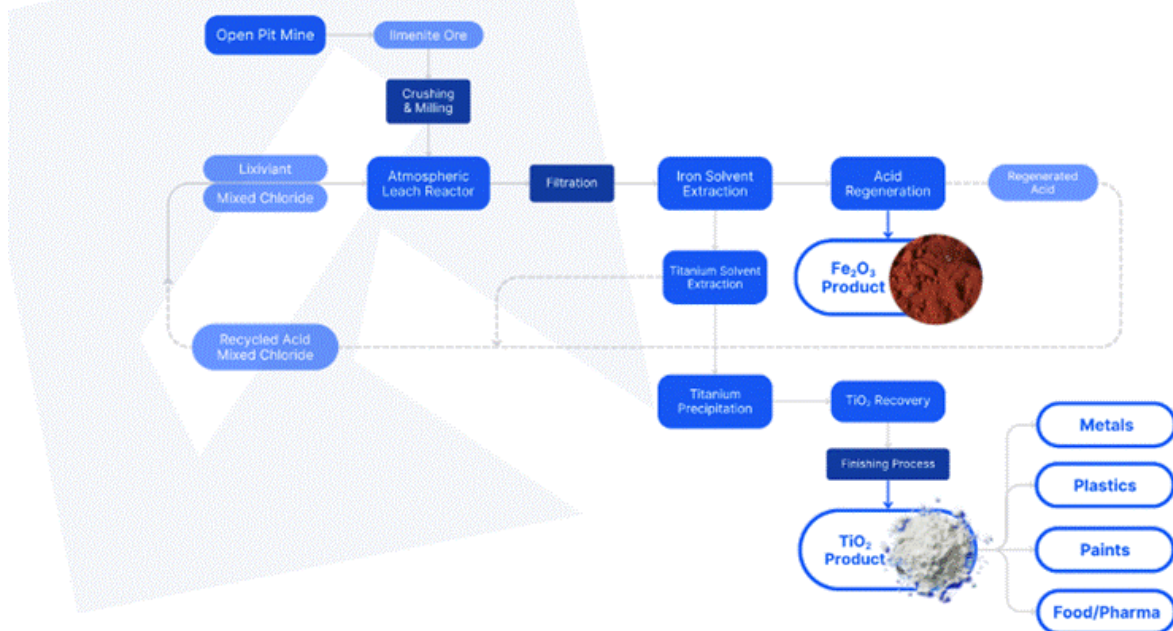 Open Pit Mine
Ilmenite Ore
Crushing
& Milling
Lixiviant
Mixed Chloride
Atmospheric
Leach Reactor
Filtration
Iron Solvent
Extraction
Acid
Regeneration
Regenerated
Acid
Titanium Solvent
Extraction
Fe₂O₃
Product
Recycled Acid
Mixed Chloride
Titanium
Precipitation
TiO₂ Recovery
Finishing Process
TiO₂
Product
Metals
Plastics
Paints
Food/Pharma